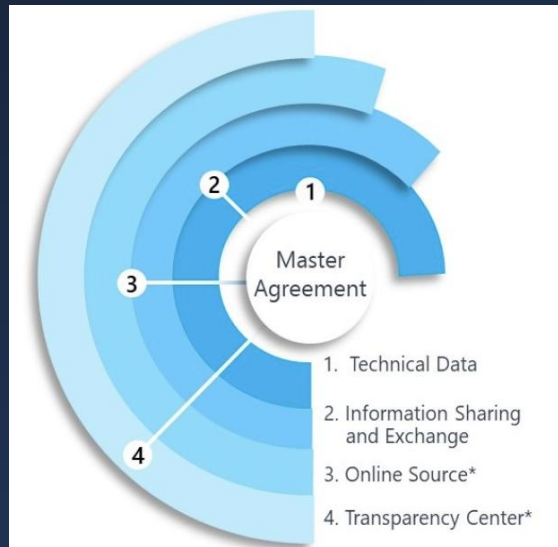 1
2
Master
Agreement
3
4
1. Technical Data
2. Information Sharing
and Exchange
3. Online Source*
4. Transparency Center*